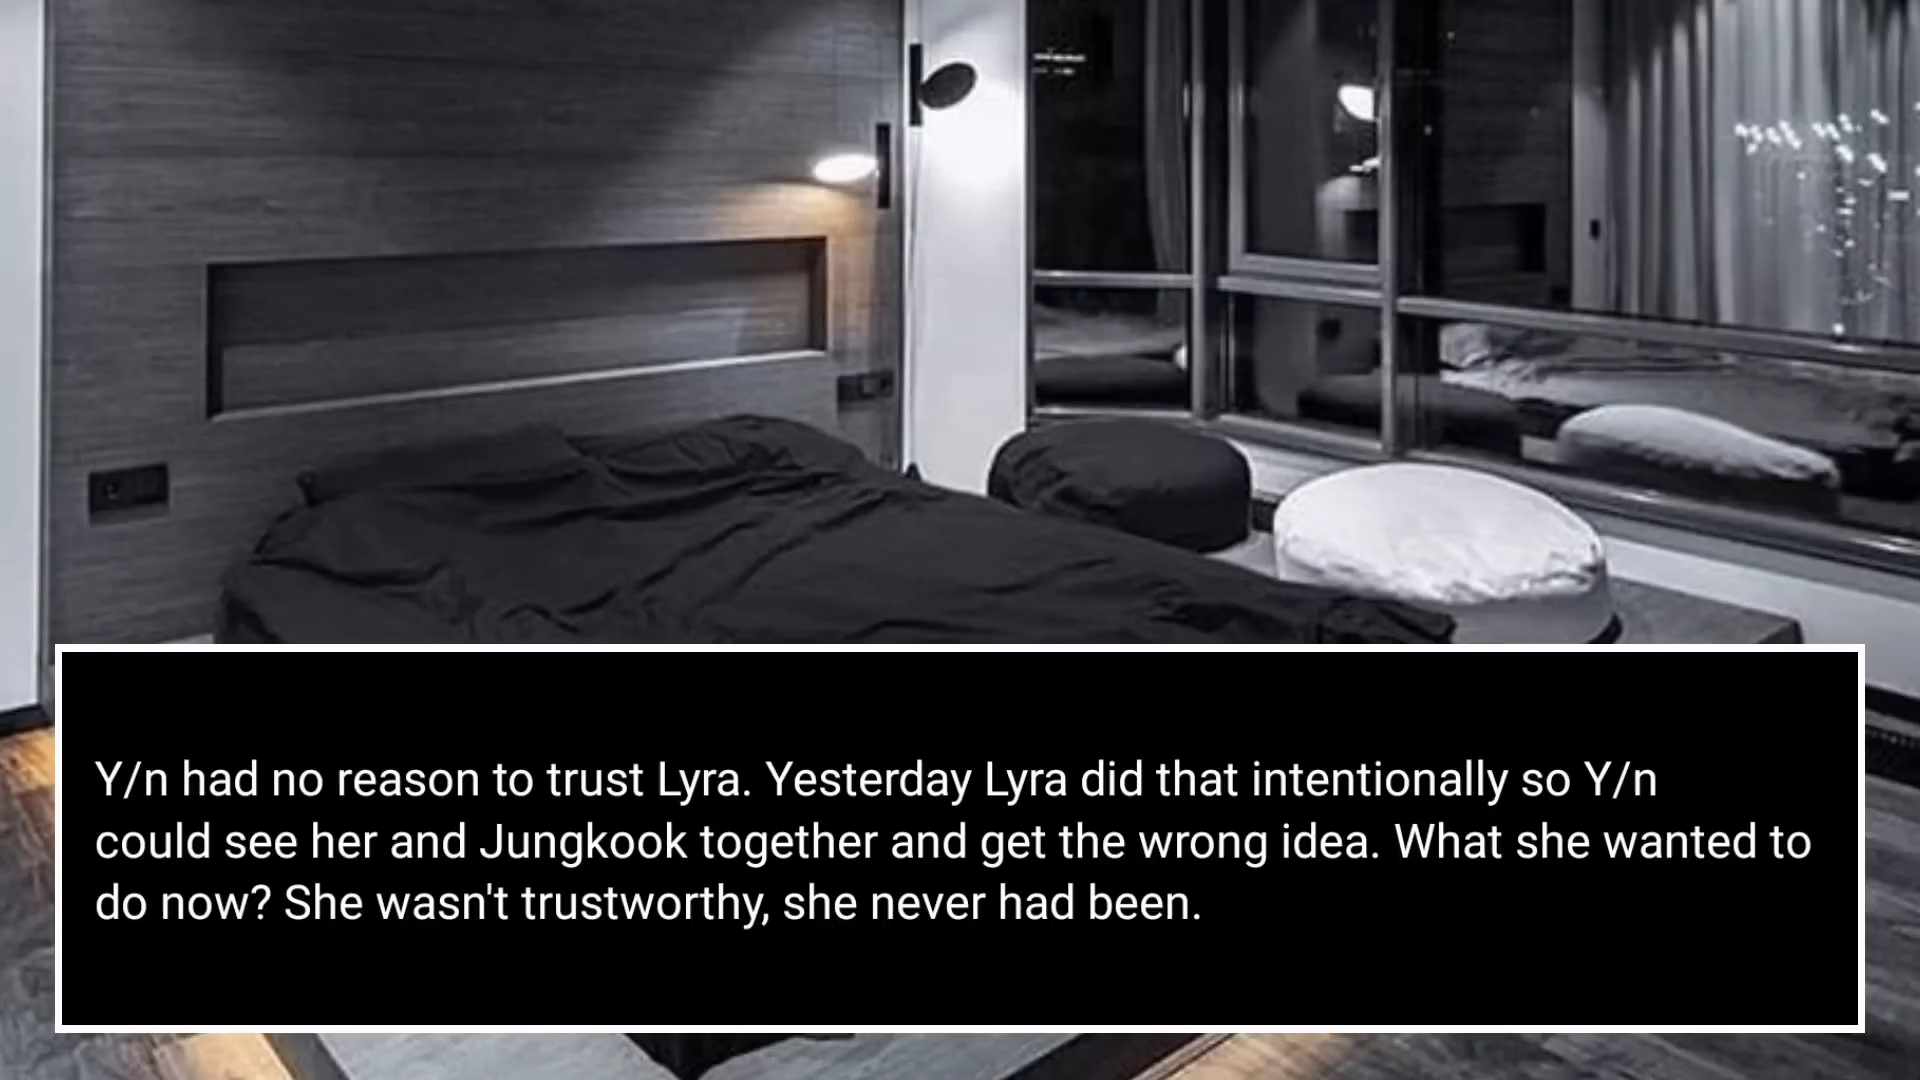 Y/n had no reason to trust Lyra. Yesterday Lyra did that intentionally so Y/n
could see her and Jungkook together and get the wrong idea. What she wanted to
do now? She wasn't trustworthy, she never had been.